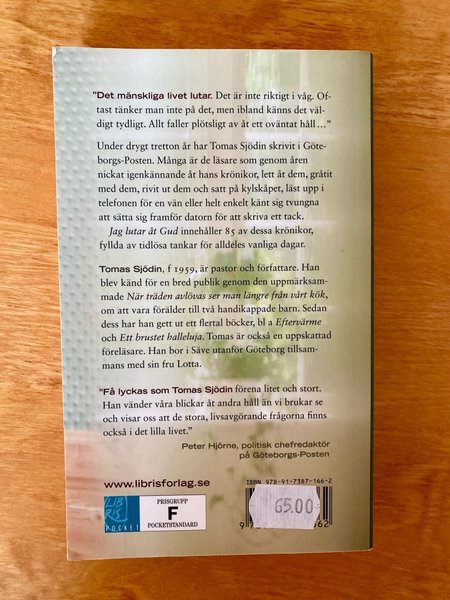 "Det mänskliga livet lutar. Det är inte riktigt i våg. Of-
tast tänker man inte på det, men ibland känns det väl-
digt tydligt. Allt faller plötsligt av åt ett oväntat håll ..."
Under drygt tretton år har Tomas Sjödin skrivit i Göte-
borgs-Posten. Många är de läsare som genom åren
nickat igenkännande åt hans krönikor, lett åt dem, gråtit
med dem, rivit ut dem och satt på kylskåpet, läst upp i
telefonen för en vän eller helt enkelt känt sig tvungna
att sätta sig framför datorn för att skriva ett tack.
Jag lutar åt Gud innehåller 85 av dessa krönikor,
fyllda av tidlösa tankar för alldeles vanliga dagar.
Tomas Sjödin, f 1959, är pastor och författare. Han
blev känd för en bred publik genom den uppmärksam-
made När träden avlövas ser man längre från vårt kök,
om att vara förälder till två handikappade barn. Sedan
dess har han gett ut ett flertal böcker, bl a Eftervärme
och Ett brustet halleluja. Tomas är också en uppskattad
föreläsare. Han bor i Säve utanför Göteborg tillsam-
mans med sin fru Lotta.
"Få lyckas som Tomas Sjödin förena litet och stort.
Han vänder våra blickar åt andra håll än vi brukar se
och visar oss att de stora, livsavgörande frågorna finns
också i det lilla livet."
Peter Hjörne, politisk chefredaktör
på Göteborgs-Posten
www.librisforlag.se
LIB
RIS
POCKET
PRISGRUPP
F
POCKETSTANDARD
ISBN 978-91-7387-166-2
65.00
9 62